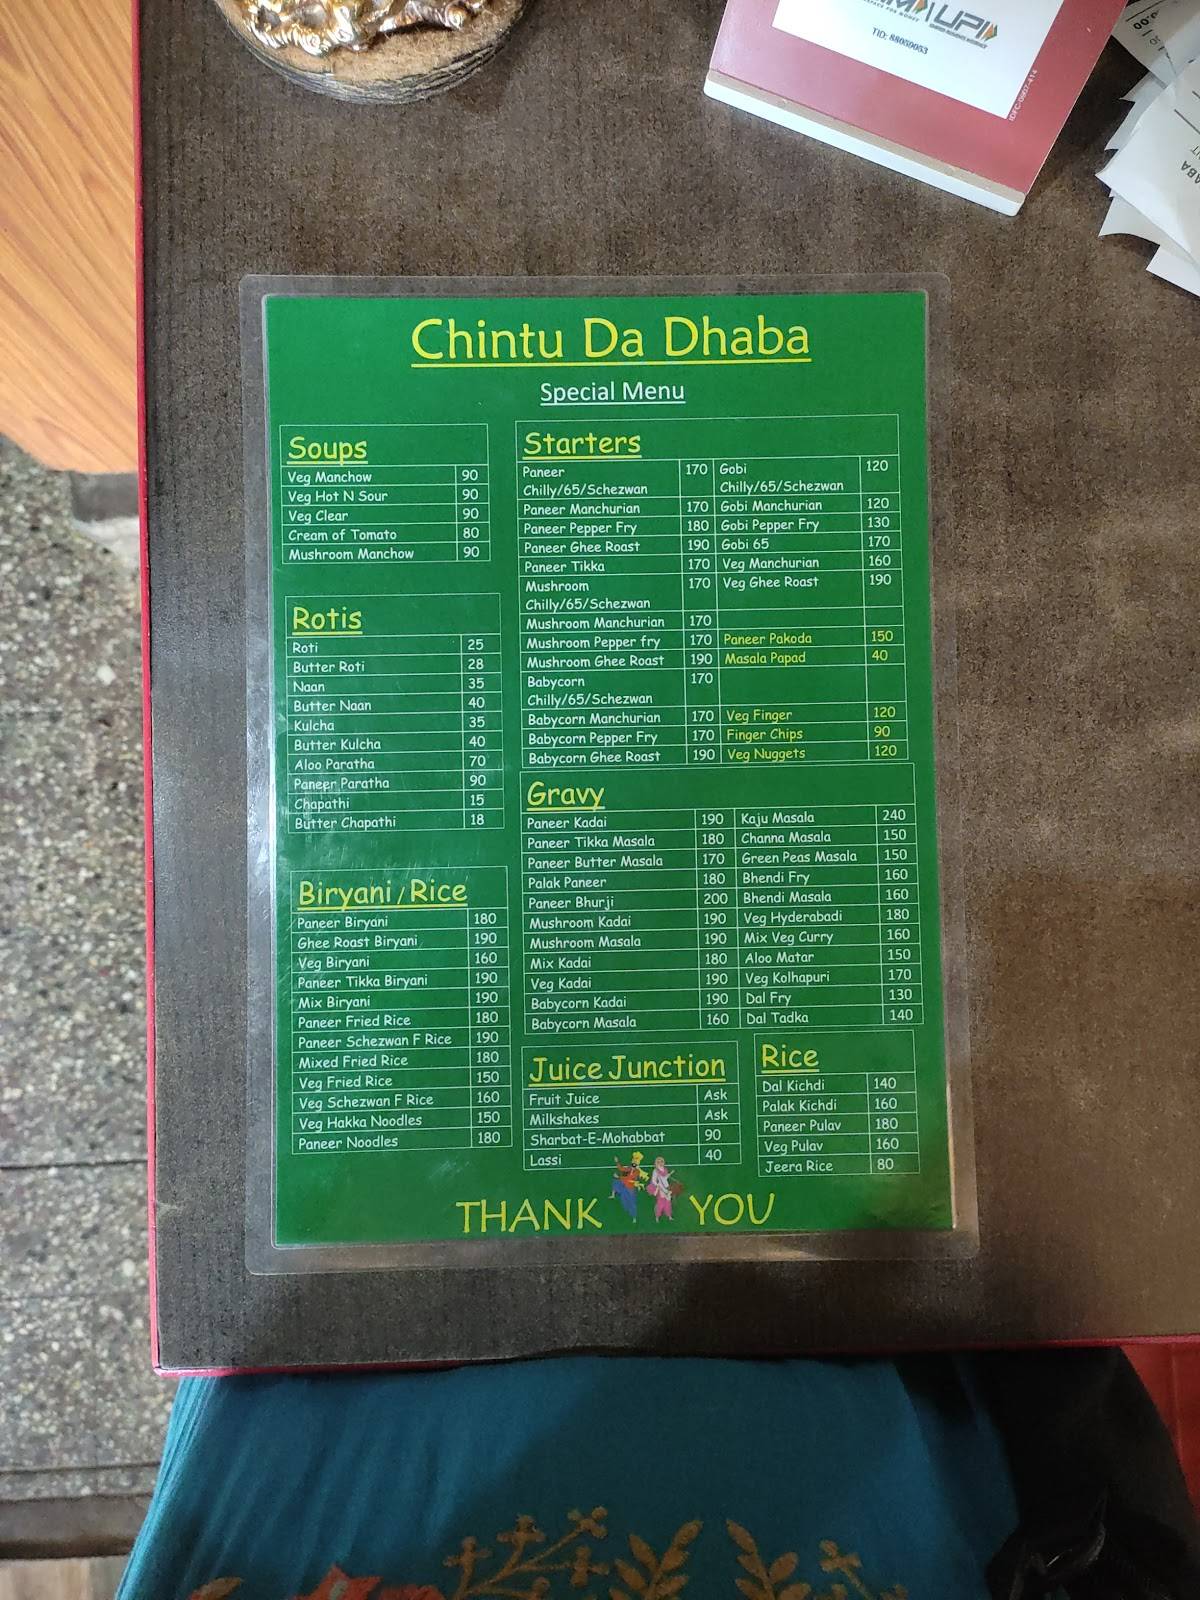 UPI
TID: 88059053
IDFC-0907-414
Chintu Da Dhaba
Special Menu
Soups
Veg Manchow 90
Veg Hot N Sour 90
Veg Clear 90
Cream of Tomato 80
Mushroom Manchow 90
Rotis
Roti 25
Butter Roti 28
Naan 35
Butter Naan 40
Kulcha 35
Butter Kulcha 40
Aloo Paratha 70
Paneer Paratha 90
Chapathi 15
Butter Chapathi 18
Biryani / Rice
Paneer Biryani 180
Ghee Roast Biryani 190
Veg Biryani 160
Paneer Tikka Biryani 190
Mix Biryani 190
Paneer Fried Rice 180
Paneer Schezwan F Rice 190
Mixed Fried Rice 180
Veg Fried Rice 150
Veg Schezwan F Rice 160
Veg Hakka Noodles 150
Paneer Noodles 180
Starters
Paneer 170 Gobi 120
Chilly/65/Schezwan Chilly/65/Schezwan
Paneer Manchurian 170 Gobi Manchurian 120
Paneer Pepper Fry 180 Gobi Pepper Fry 130
Paneer Ghee Roast 190 Gobi 65 170
Paneer Tikka 170 Veg Manchurian 160
Mushroom 170 Veg Ghee Roast 190
Chilly/65/Schezwan
Mushroom Manchurian 170
Mushroom Pepper fry 170 Paneer Pakoda 150
Mushroom Ghee Roast 190 Masala Papad 40
Babycorn 170
Chilly/65/Schezwan
Babycorn Manchurian 170 Veg Finger 120
Babycorn Pepper Fry 170 Finger Chips 90
Babycorn Ghee Roast 190 Veg Nuggets 120
Gravy
Paneer Kadai 190 Kaju Masala 240
Paneer Tikka Masala 180 Channa Masala 150
Paneer Butter Masala 170 Green Peas Masala 150
Palak Paneer 180 Bhendi Fry 160
Paneer Bhurji 200 Bhendi Masala 160
Mushroom Kadai 190 Veg Hyderabadi 180
Mushroom Masala 190 Mix Veg Curry 160
Mix Kadai 180 Aloo Matar 150
Veg Kadai 190 Veg Kolhapuri 170
Babycorn Kadai 190 Dal Fry 130
Babycorn Masala 160 Dal Tadka 140
Juice Junction
Fruit Juice Ask
Milkshakes Ask
Sharbat-E-Mohabbat 90
Lassi 40
Rice
Dal Kichdi 140
Palak Kichdi 160
Paneer Pulav 180
Veg Pulav 160
Jeera Rice 80
THANK YOU